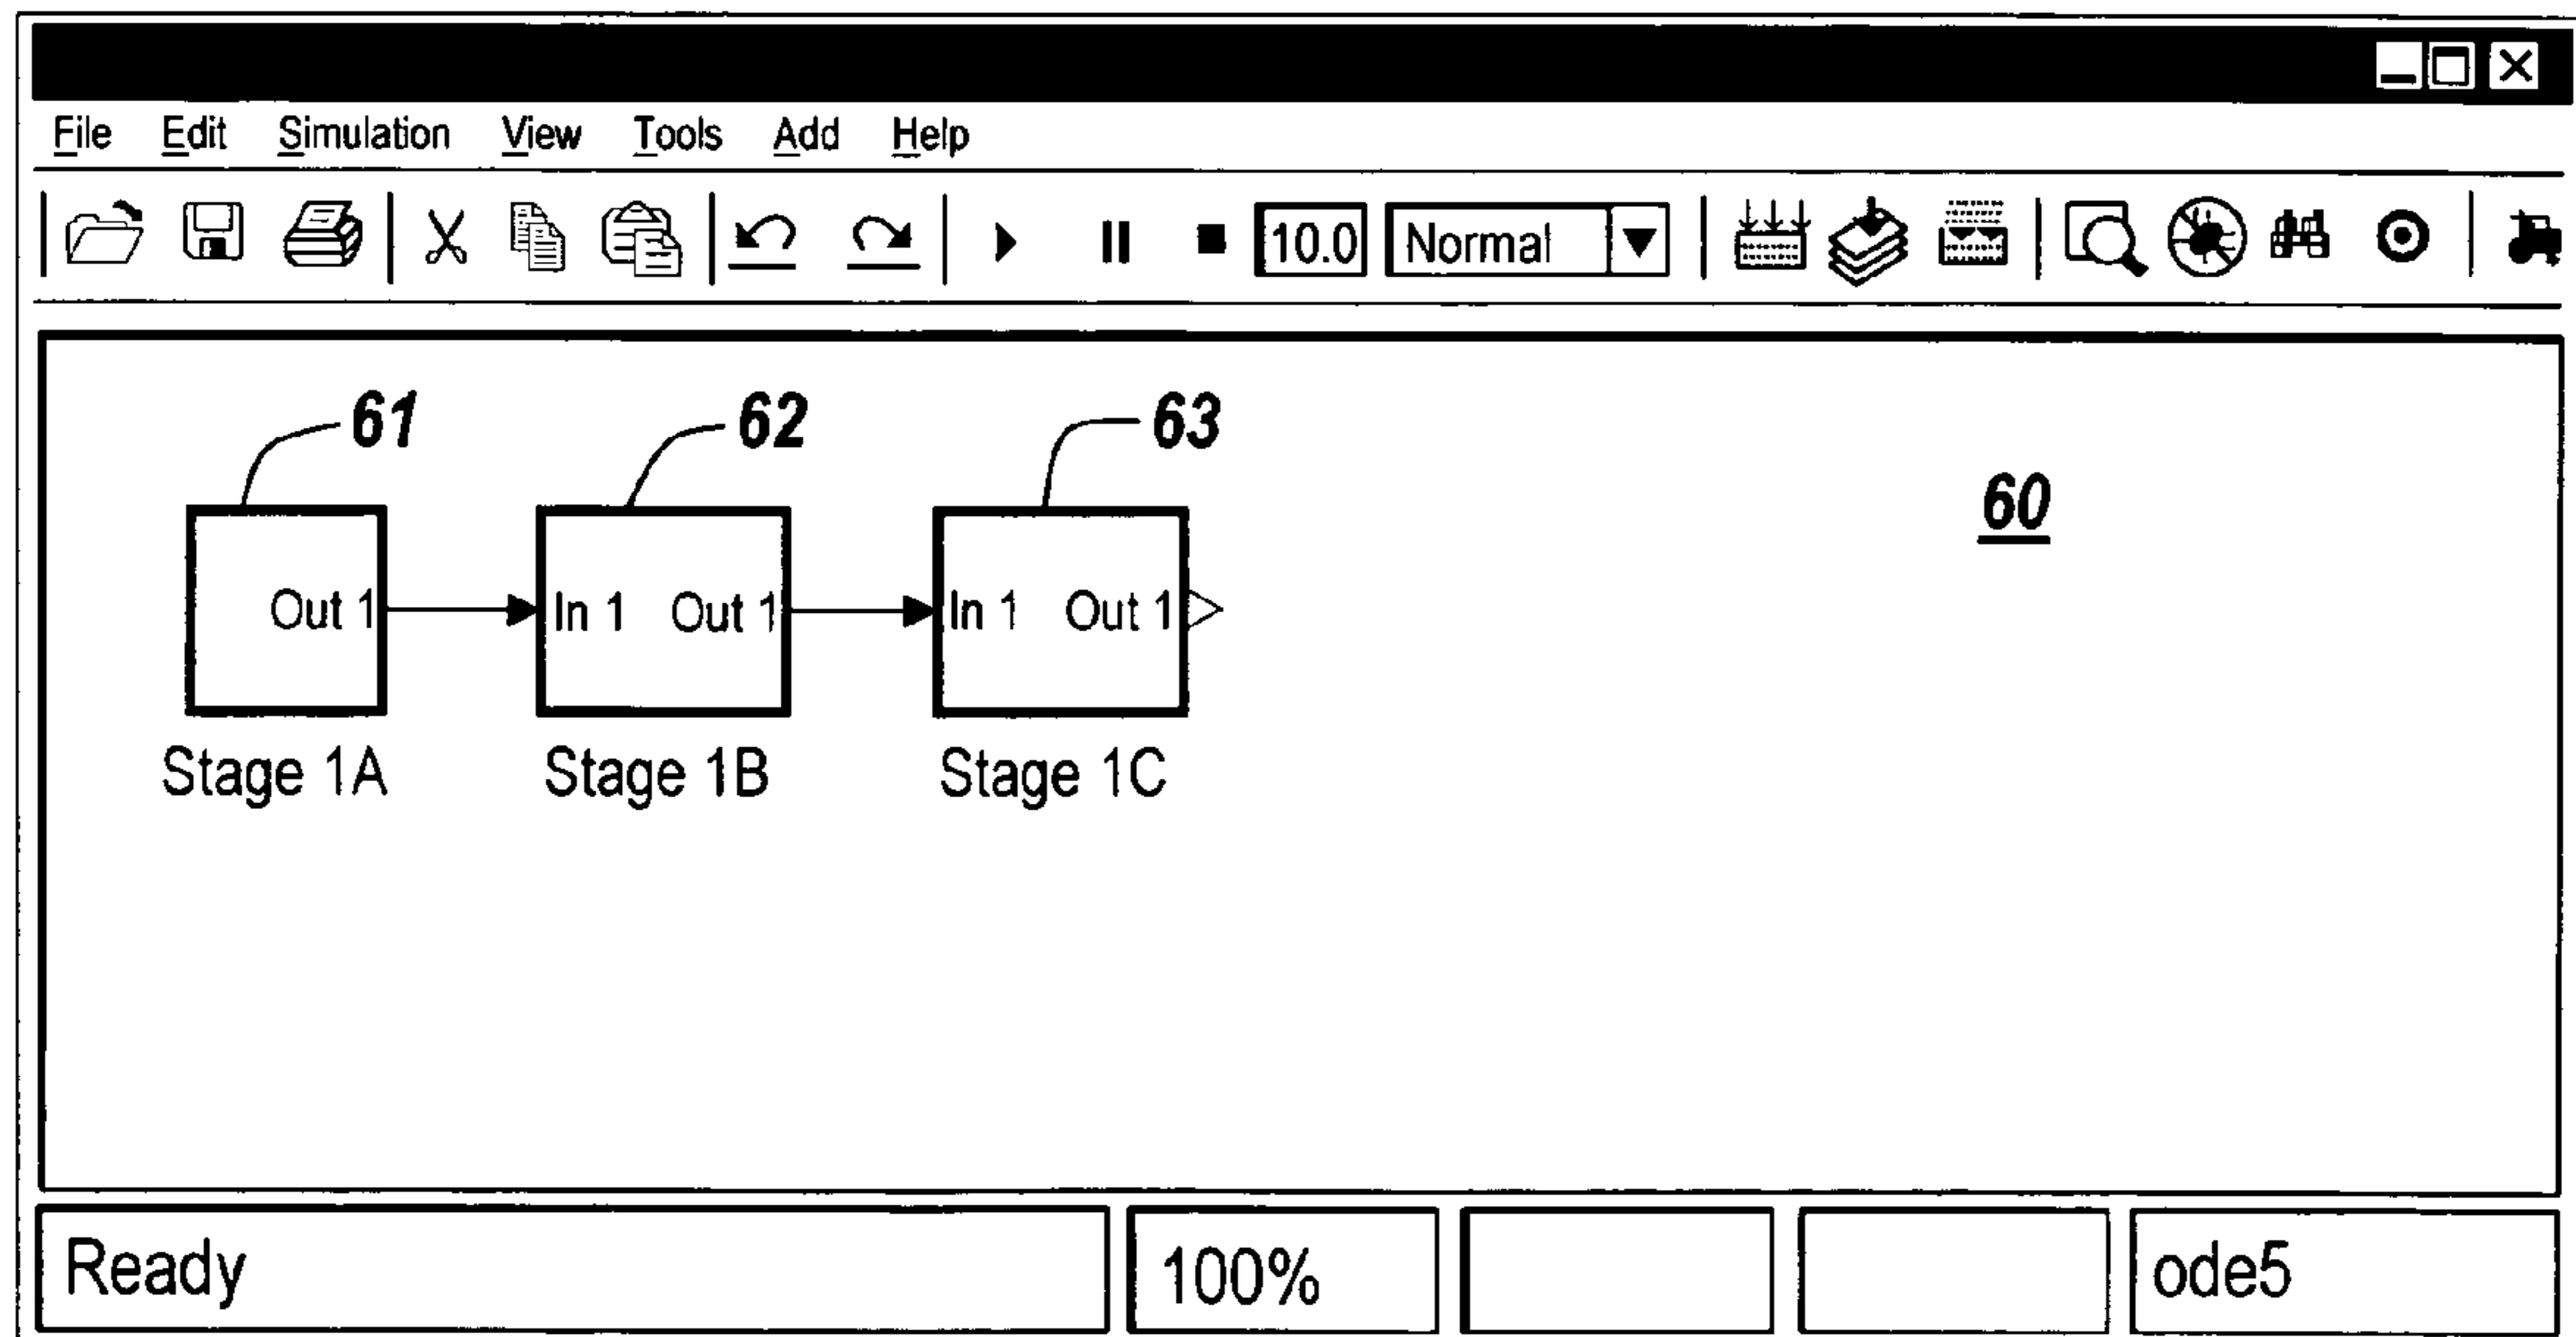 File Edit Simulation View Tools Add Help
10.0 Normal
61 62 63
60
Out 1 In 1 Out 1 In 1 Out 1
Stage 1A Stage 1B Stage 1C
Ready 100% ode5